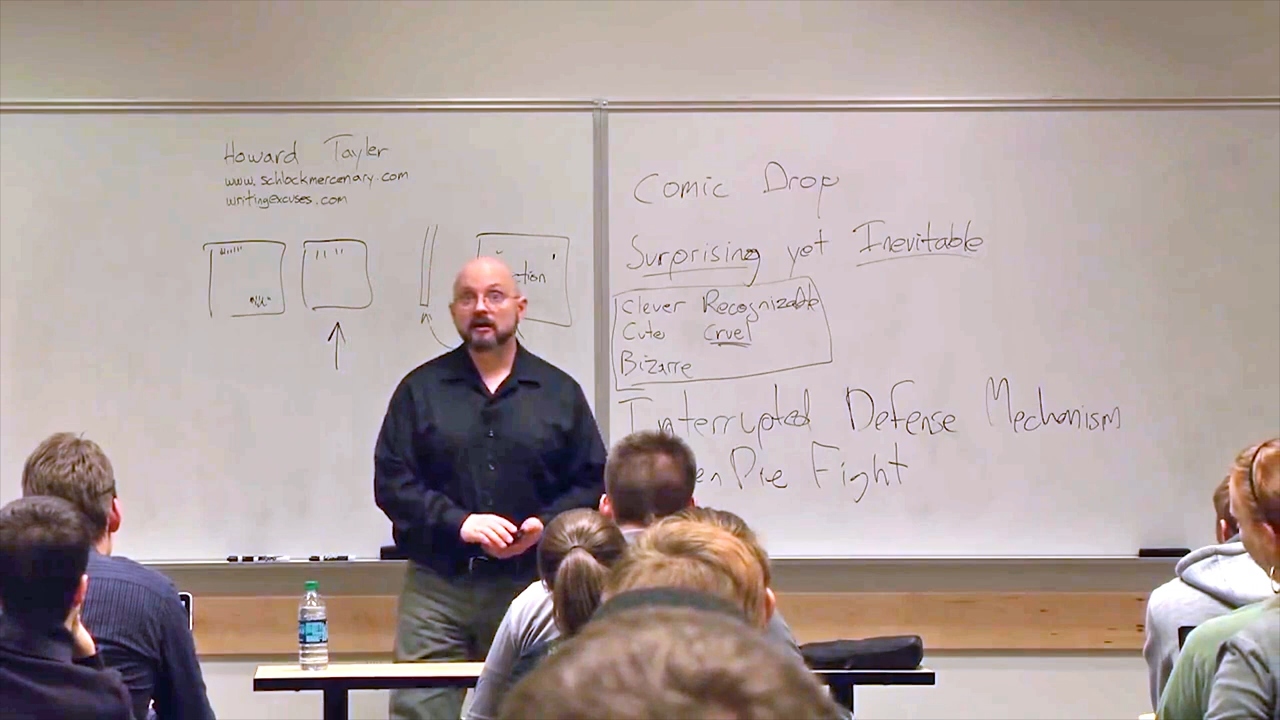 Howard Tayler
www.schlockmercenary.com
writingexcuses.com
Comic Drop
Surprising yet Inevitable
Clever Recognizable
Cute Cruel
Bizarre
Interrupted Defense Mechanism
Pie Fight